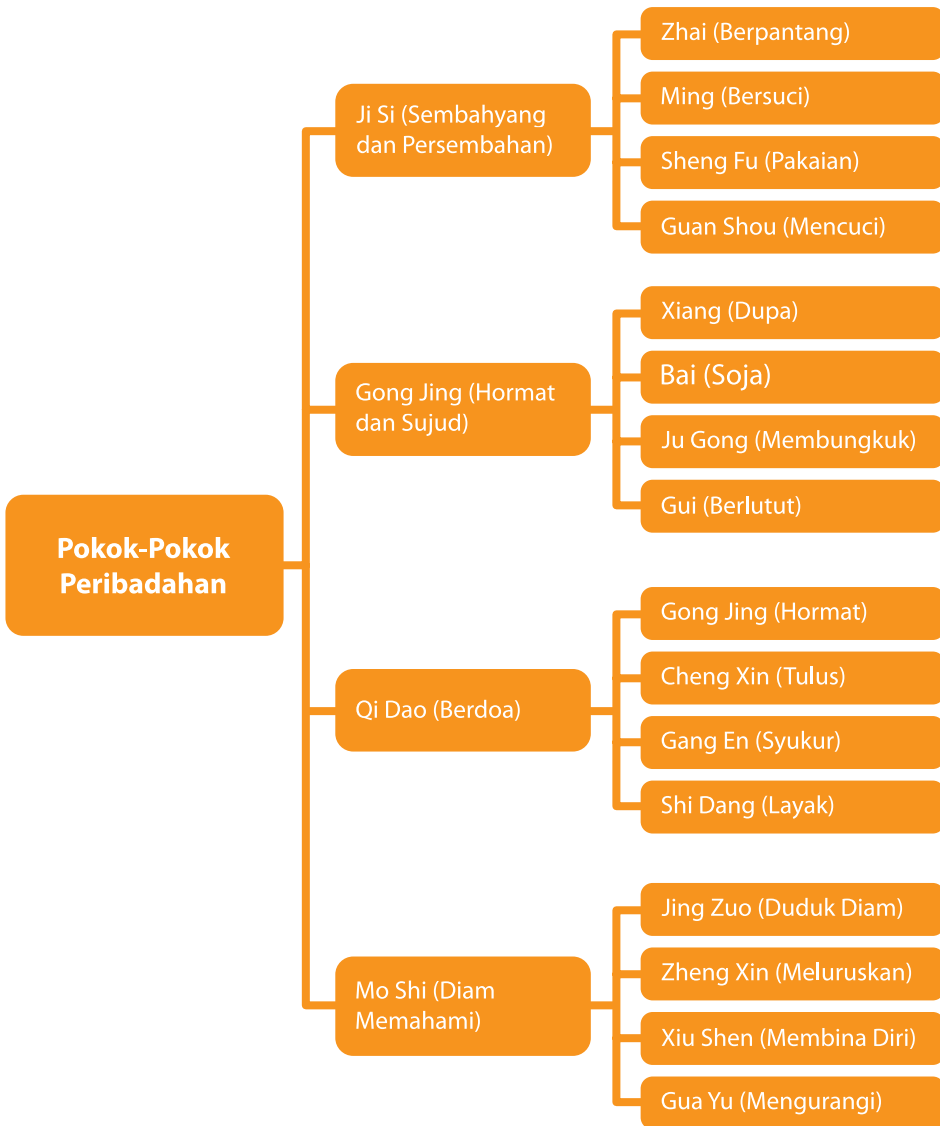 Pokok-Pokok
Peribadahan
Ji Si (Sembahyang
dan Persembahan)
Zhai (Berpantang)
Ming (Bersuci)
Sheng Fu (Pakaian)
Guan Shou (Mencuci)
Gong Jing (Hormat
dan Sujud)
Xiang (Dupa)
Bai (Soja)
Ju Gong (Membungkuk)
Gui (Berlutut)
Qi Dao (Berdoa)
Gong Jing (Hormat)
Cheng Xin (Tulus)
Gang En (Syukur)
Shi Dang (Layak)
Mo Shi (Diam
Memahami)
Jing Zuo (Duduk Diam)
Zheng Xin (Meluruskan)
Xiu Shen (Membina Diri)
Gua Yu (Mengurangi)